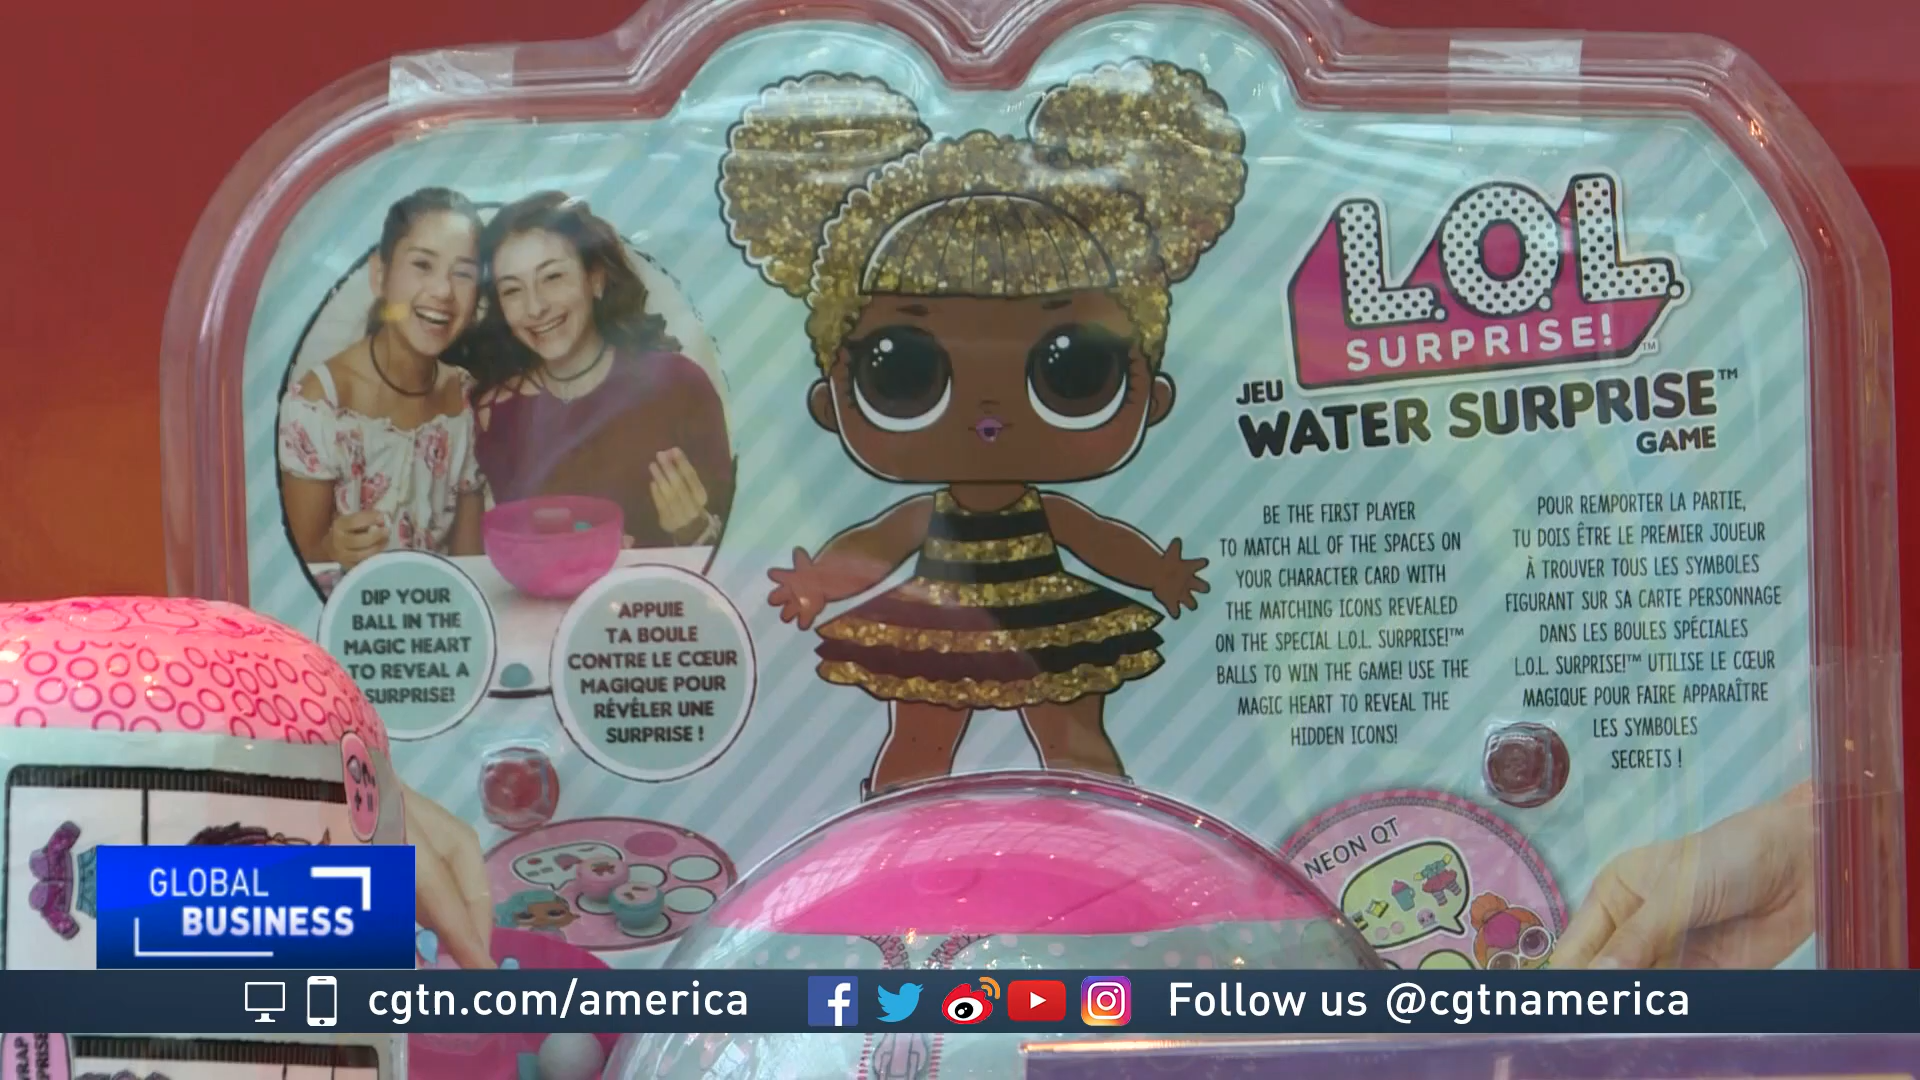 L.O.L.
SURPRISE!™
JEU
WATER SURPRISE™
GAME
BE THE FIRST PLAYER
TO MATCH ALL OF THE SPACES ON
YOUR CHARACTER CARD WITH
THE MATCHING ICONS REVEALED
ON THE SPECIAL L.O.L. SURPRISE!™
BALLS TO WIN THE GAME! USE THE
MAGIC HEART TO REVEAL THE
HIDDEN ICONS!
POUR REMPORTER LA PARTIE,
TU DOIS ÊTRE LE PREMIER JOUEUR
À TROUVER TOUS LES SYMBOLES
FIGURANT SUR SA CARTE PERSONNAGE
DANS LES BOULES SPÉCIALES
L.O.L. SURPRISE!™ UTILISE LE CŒUR
MAGIQUE POUR FAIRE APPARAÎTRE
LES SYMBOLES
SECRETS !
DIP YOUR
BALL IN THE
MAGIC HEART
TO REVEAL A
SURPRISE!
APPUIE
TA BOULE
CONTRE LE CŒUR
MAGIQUE POUR
RÉVÉLER UNE
SURPRISE !
NEON QT
GLOBAL
BUSINESS
cgtn.com/america
Follow us @cgtnamerica